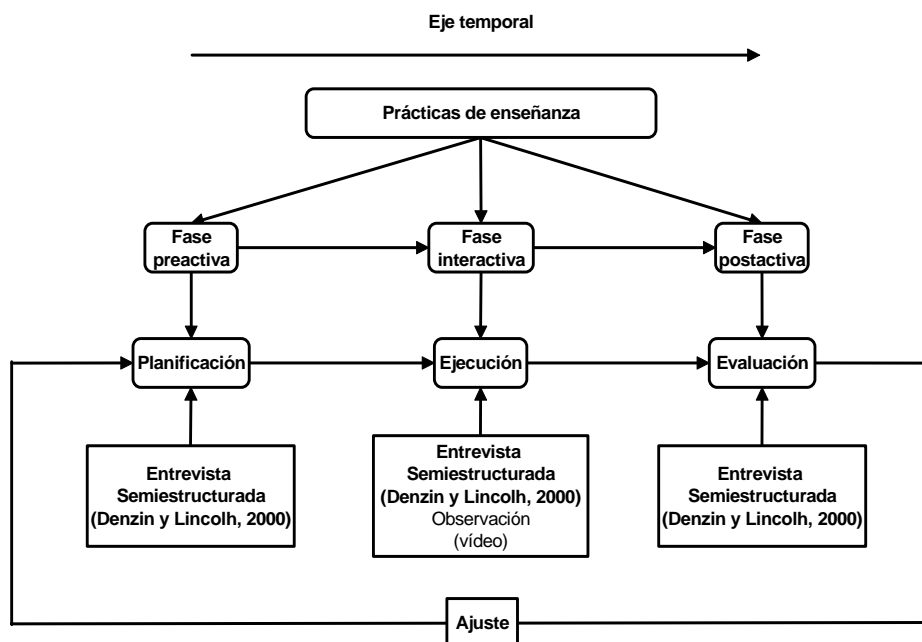 Eje temporal
Prácticas de enseñanza
Fase
preactiva
Fase
interactiva
Fase
postactiva
Planificación
Ejecución
Evaluación
Entrevista
Semiestructurada
(Denzin y Lincolh, 2000)
Entrevista
Semiestructurada
(Denzin y Lincolh, 2000)
Observación
(vídeo)
Entrevista
Semiestructurada
(Denzin y Lincolh, 2000)
Ajuste